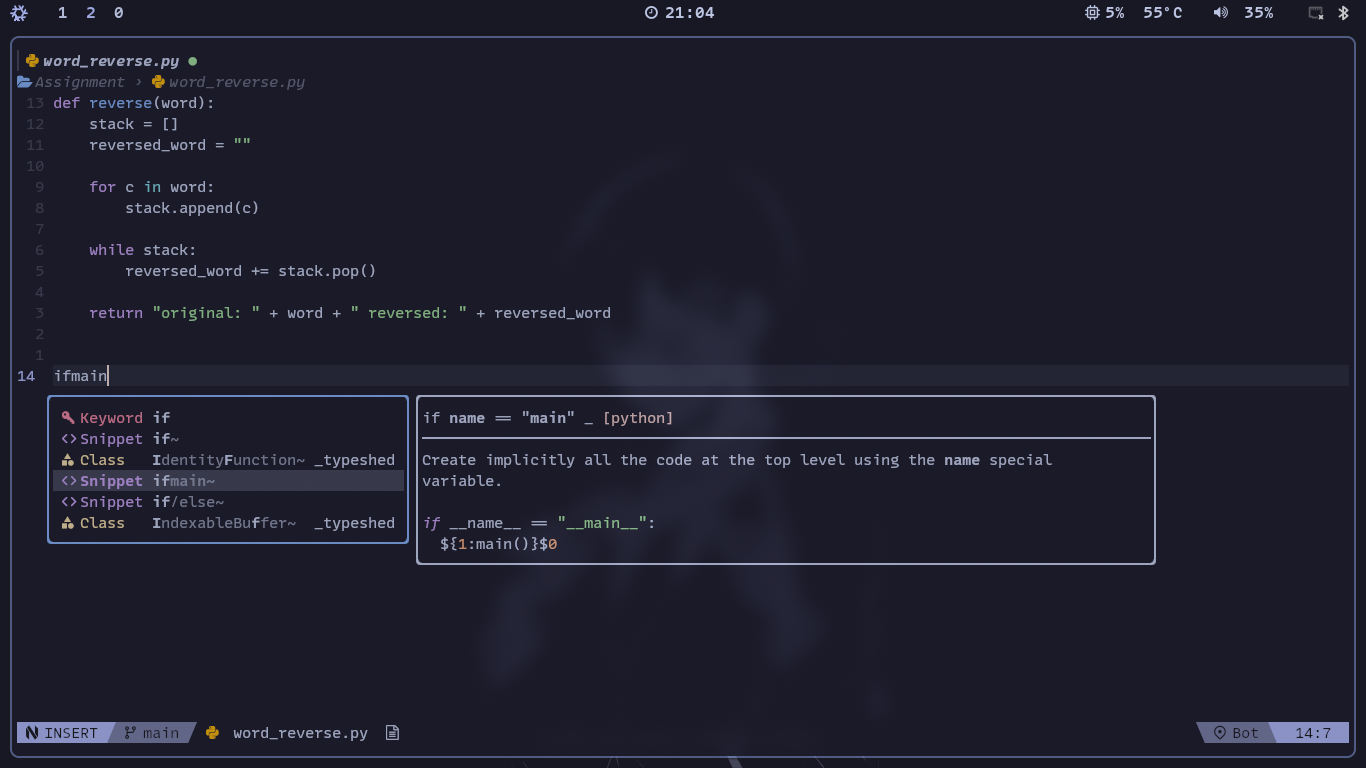 1 2 0 21:04 5% 55°C 35%
word_reverse.py
Assignment › word_reverse.py
13 def reverse(word):
12     stack = []
11     reversed_word = ""
10
9     for c in word:
8         stack.append(c)
7
6     while stack:
5         reversed_word += stack.pop()
4
3     return "original: " + word + " reversed: " + reversed_word
2
1
14 ifmain
Keyword if
Snippet if~
Class IdentityFunction~ _typeshed
Snippet ifmain~
Snippet if/else~
Class IndexableBuffer~ _typeshed
if name == "main" _ [python]
Create implicitly all the code at the top level using the name special
variable.
if __name__ == "__main__":
  ${1:main()}$0
INSERT main word_reverse.py Bot 14:7